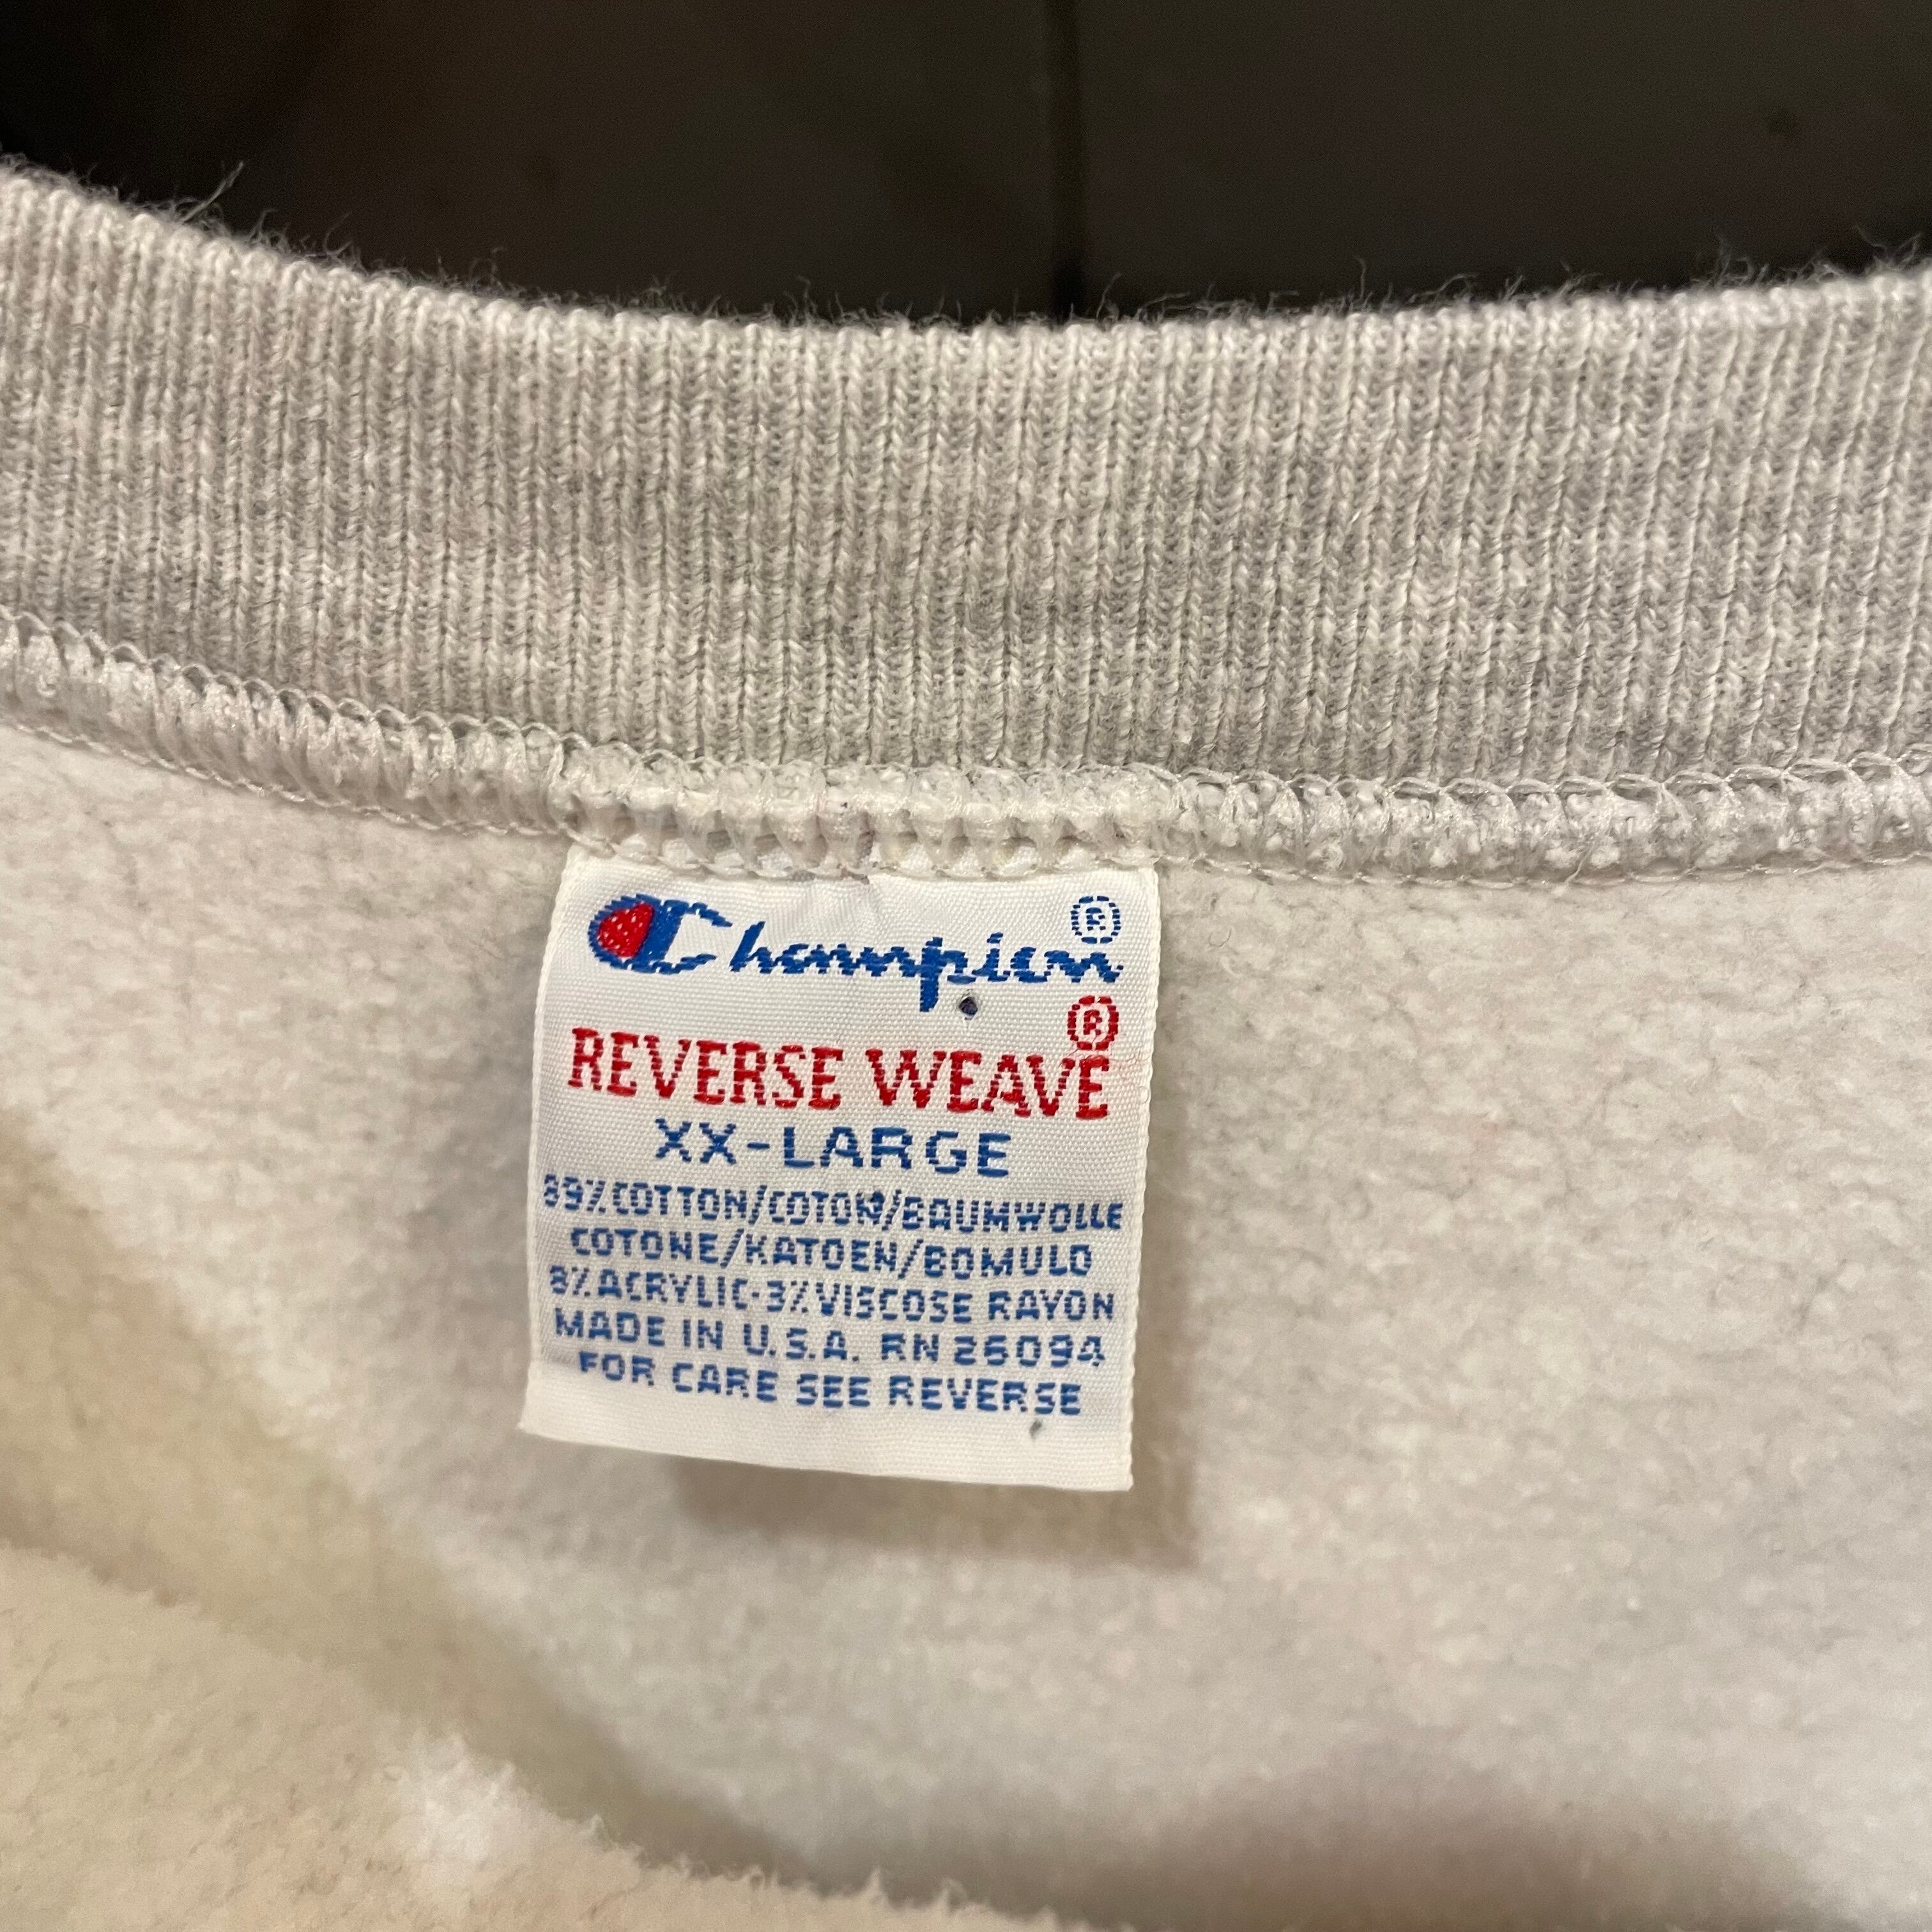 Champion®
REVERSE WEAVE®
XX-LARGE
89% COTTON/COTON/BAUMWOLLE
COTONE/KATOEN/BOMULD
8% ACRYLIC-3% VISCOSE RAYON
MADE IN U.S.A. RN 26094
FOR CARE SEE REVERSE